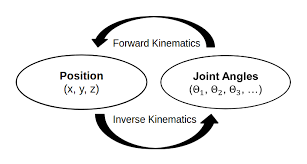 Forward Kinematics
Position
(x, y, z)
Joint Angles
(Θ₁, Θ₂, Θ₃, ...)
Inverse Kinematics